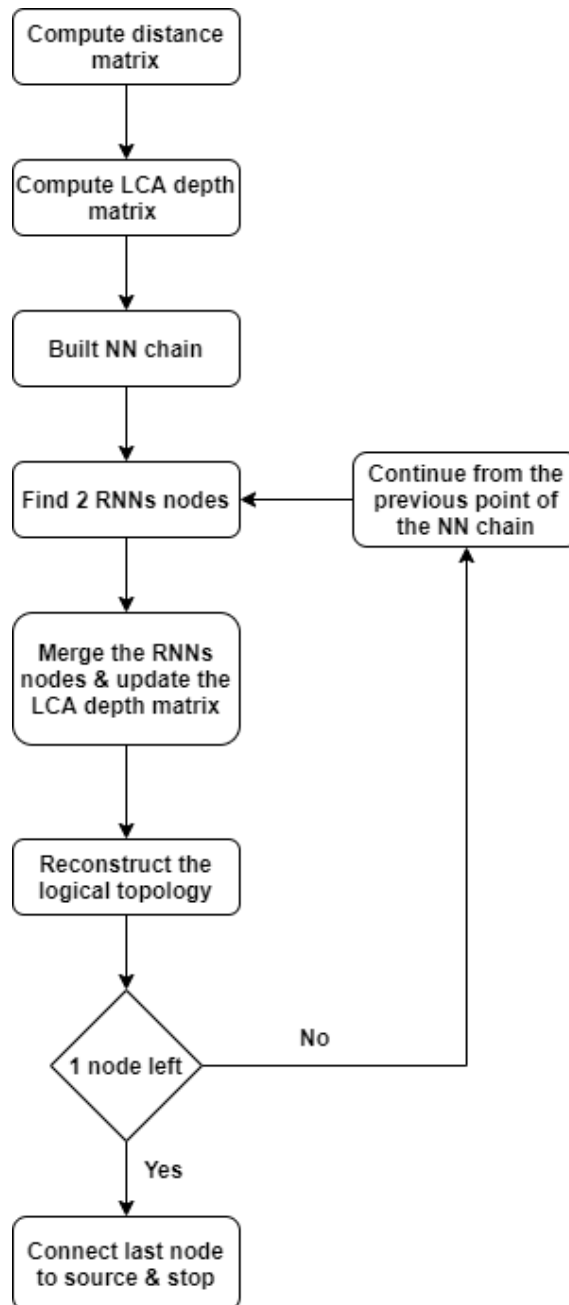 Compute distance
matrix
Compute LCA depth
matrix
Built NN chain
Find 2 RNNs nodes
Continue from the
previous point of
the NN chain
Merge the RNNs
nodes & update the
LCA depth matrix
Reconstruct the
logical topology
1 node left
No
Yes
Connect last node
to source & stop